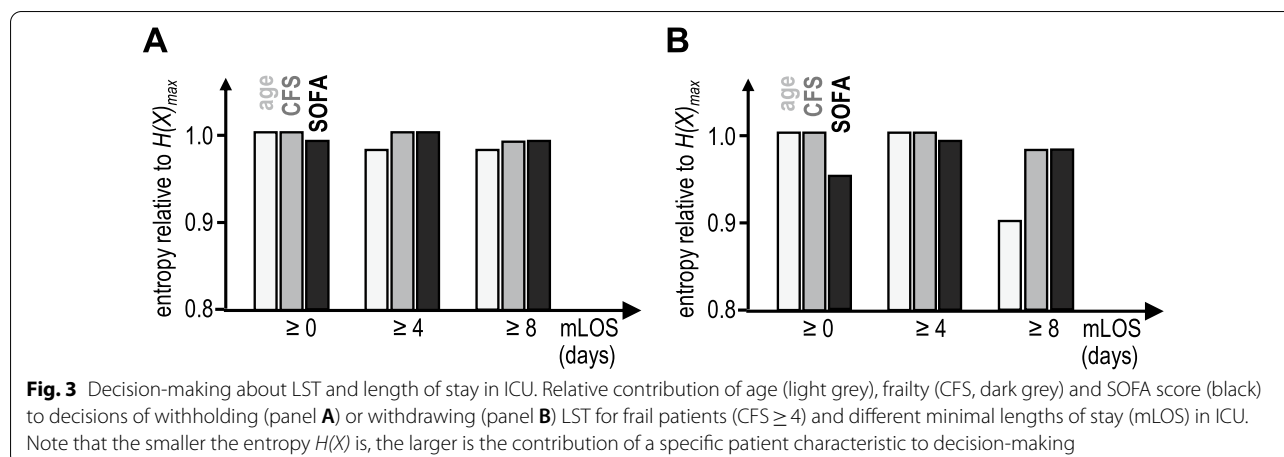 A
entropy relative to H(X)max
age
CFS
SOFA
1.0
0.9
0.8
≥ 0
≥ 4
≥ 8
mLOS
(days)
B
entropy relative to H(X)max
age
CFS
SOFA
1.0
0.9
0.8
≥ 0
≥ 4
≥ 8
mLOS
(days)
Fig. 3 Decision-making about LST and length of stay in ICU. Relative contribution of age (light grey), frailty (CFS, dark grey) and SOFA score (black)
to decisions of withholding (panel A) or withdrawing (panel B) LST for frail patients (CFS ≥ 4) and different minimal lengths of stay (mLOS) in ICU.
Note that the smaller the entropy H(X) is, the larger is the contribution of a specific patient characteristic to decision-making